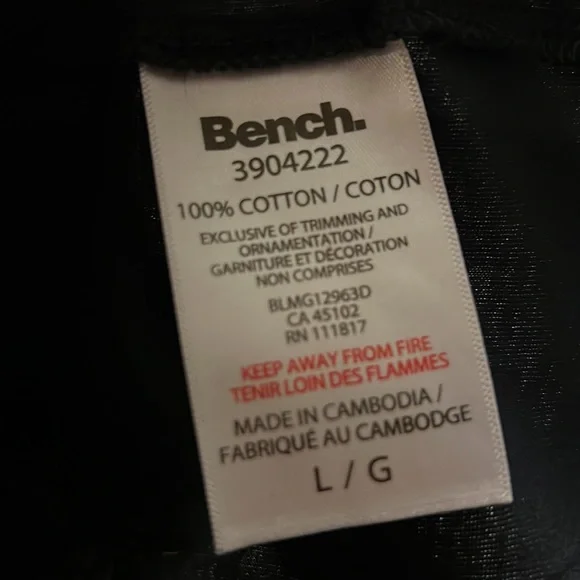 Bench.
3904222
100% COTTON / COTON
EXCLUSIVE OF TRIMMING AND
ORNAMENTATION /
GARNITURE ET DÉCORATION
NON COMPRISES
BLMG12963D
CA 45102
RN 111817
KEEP AWAY FROM FIRE
TENIR LOIN DES FLAMMES
MADE IN CAMBODIA /
FABRIQUÉ AU CAMBODGE
L / G